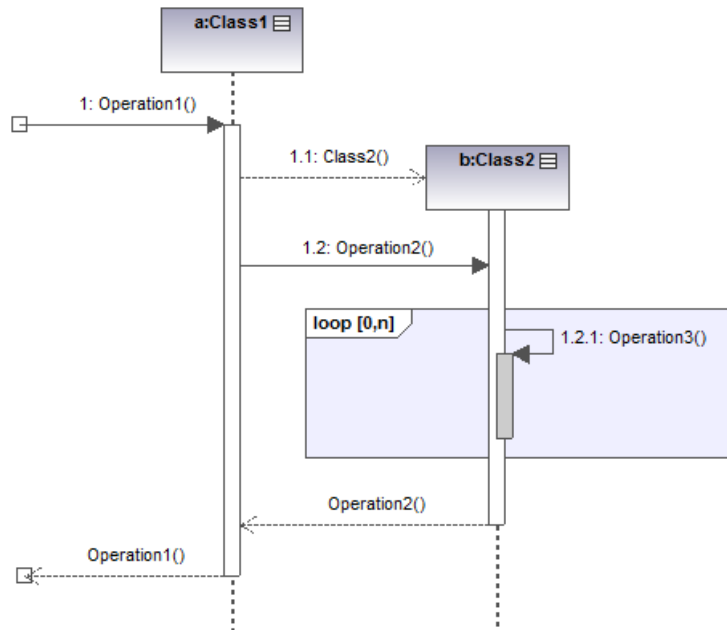 a:Class1
1: Operation1()
1.1: Class2()
b:Class2
1.2: Operation2()
loop [0,n]
1.2.1: Operation3()
Operation2()
Operation1()